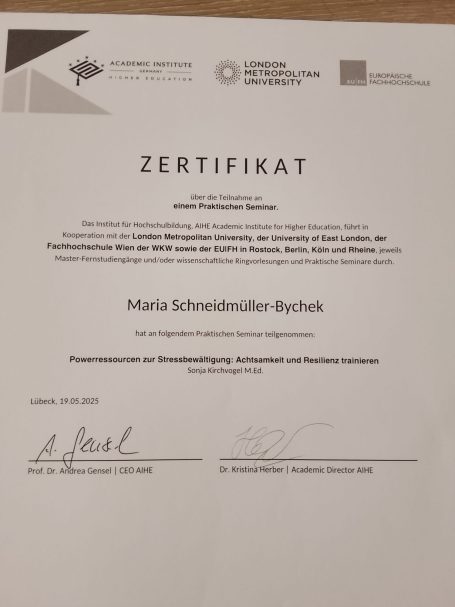 ACADEMIC INSTITUTE
GERMANY
HIGHER EDUCATION
LONDON
METROPOLITAN
UNIVERSITY
EU|FH
EUROPÄISCHE
FACHHOCHSCHULE
ZERTIFIKAT
über die Teilnahme an
einem Praktischen Seminar.
Das Institut für Hochschulbildung, AIHE Academic Institute for Higher Education, führt in
Kooperation mit der London Metropolitan University, der University of East London, der
Fachhochschule Wien der WKW sowie der EU|FH in Rostock, Berlin, Köln und Rheine, jeweils
Master-Fernstudiengänge und/oder wissenschaftliche Ringvorlesungen und Praktische Seminare durch.
Maria Schneidmüller-Bychek
hat an folgendem Praktischen Seminar teilgenommen:
Powerressourcen zur Stressbewältigung: Achtsamkeit und Resilienz trainieren
Sonja Kirchvogel M.Ed.
Lübeck, 19.05.2025
A. Gensel
Prof. Dr. Andrea Gensel | CEO AIHE
Dr. Kristina Herber | Academic Director AIHE